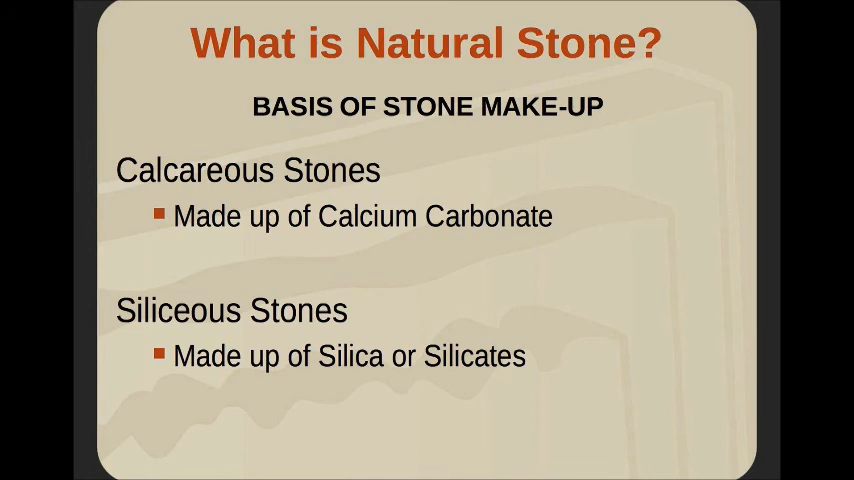 What is Natural Stone?
BASIS OF STONE MAKE-UP
Calcareous Stones
Made up of Calcium Carbonate
Siliceous Stones
Made up of Silica or Silicates